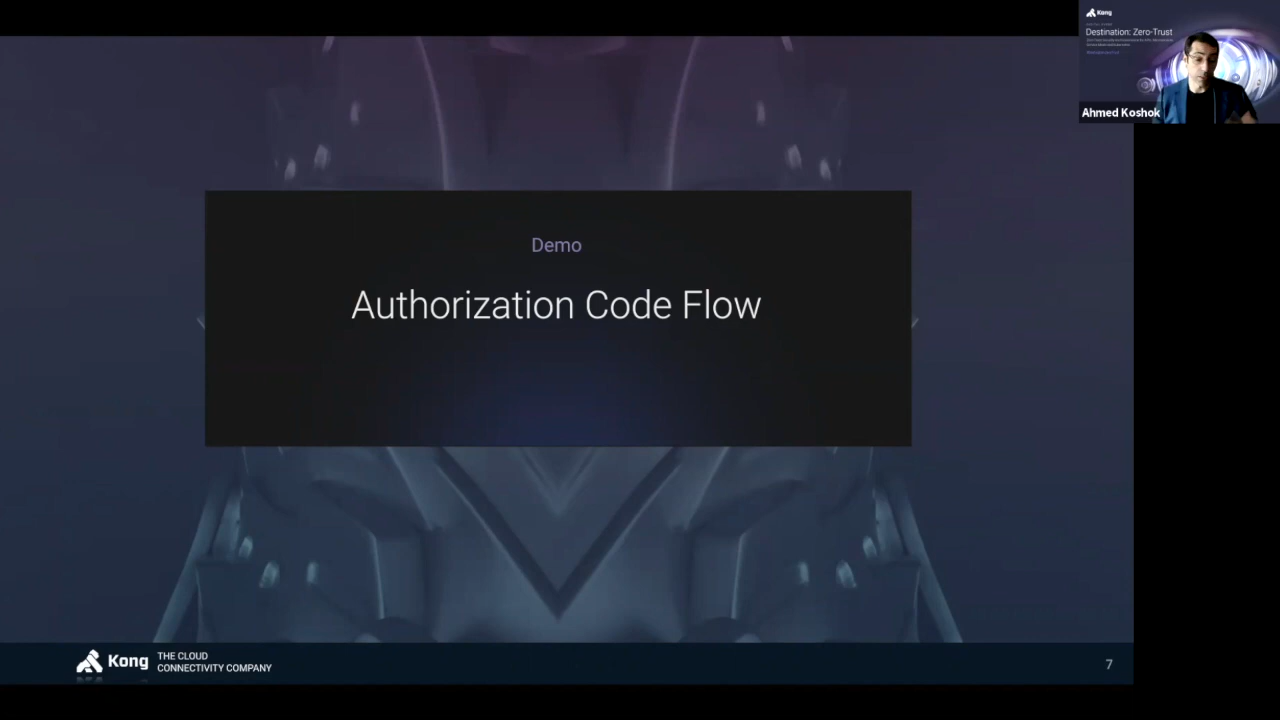 Demo
Authorization Code Flow
Kong
THE CLOUD
CONNECTIVITY COMPANY
7
Kong
Destination: Zero-Trust
Ahmed Koshok